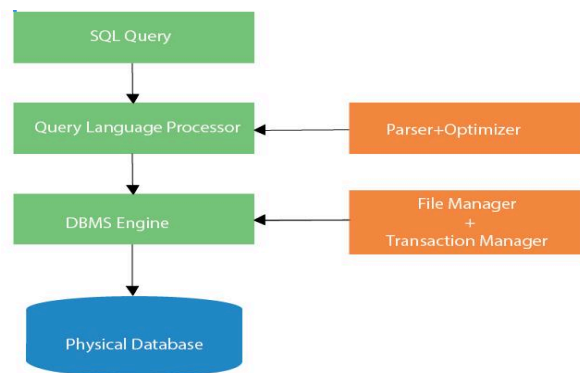 SQL Query
Query Language Processor
Parser+Optimizer
DBMS Engine
File Manager
+
Transaction Manager
Physical Database